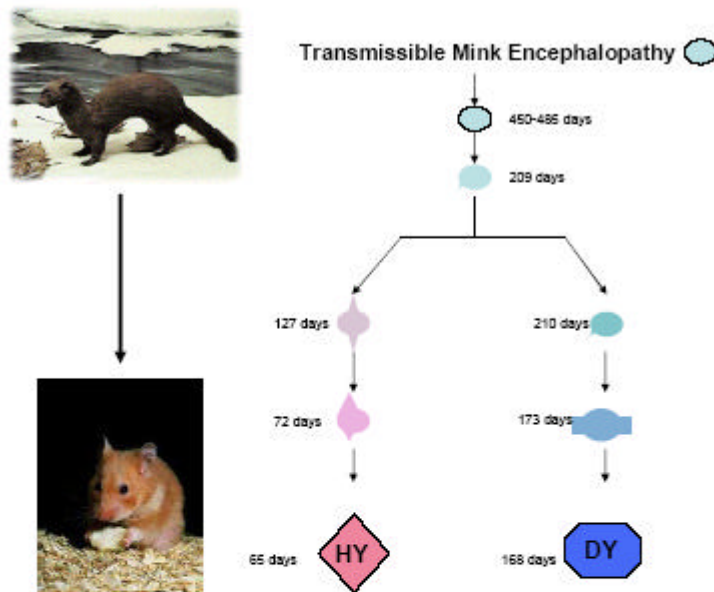 Transmissible Mink Encephalopathy
450-465 days
209 days
127 days
210 days
72 days
173 days
HY
DY
65 days
168 days